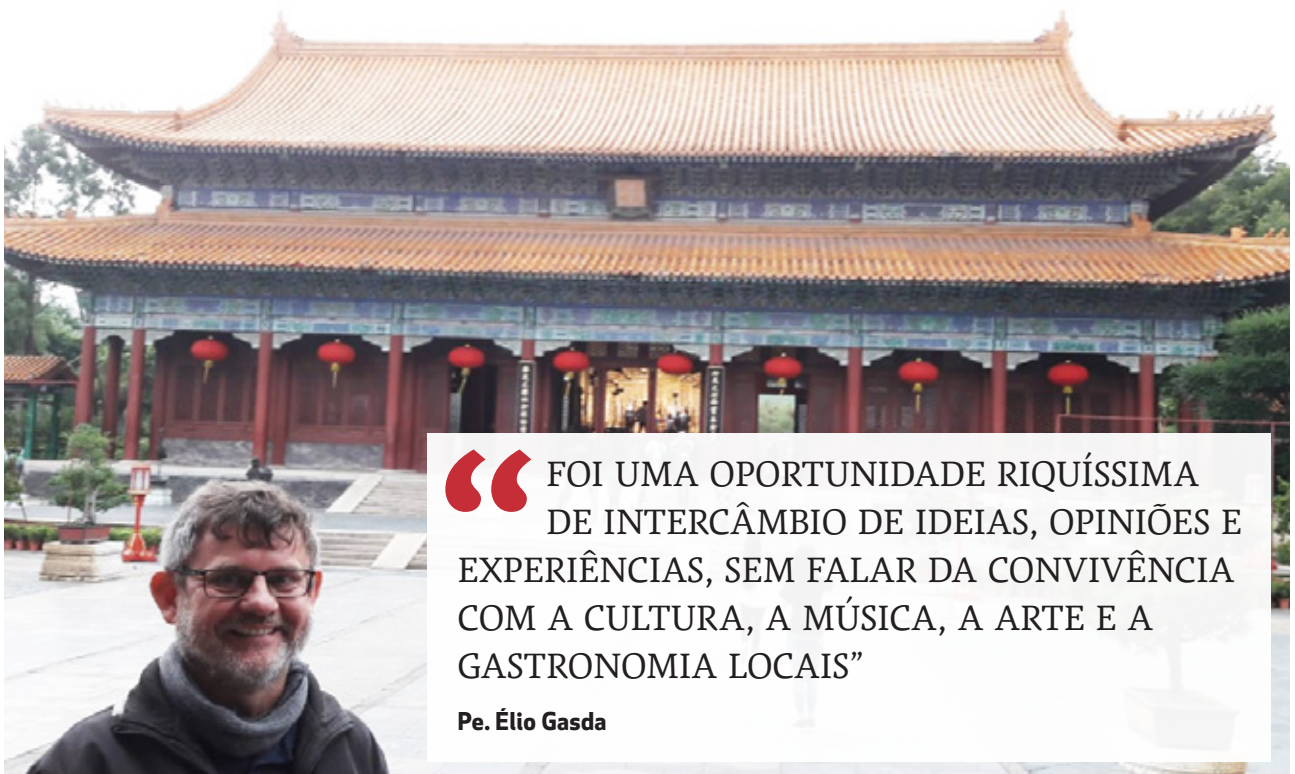 “ FOI UMA OPORTUNIDADE RIQUÍSSIMA
DE INTERCÂMBIO DE IDEIAS, OPINIÕES E
EXPERIÊNCIAS, SEM FALAR DA CONVIVÊNCIA
COM A CULTURA, A MÚSICA, A ARTE E A
GASTRONOMIA LOCAIS”
Pe. Élio Gasda